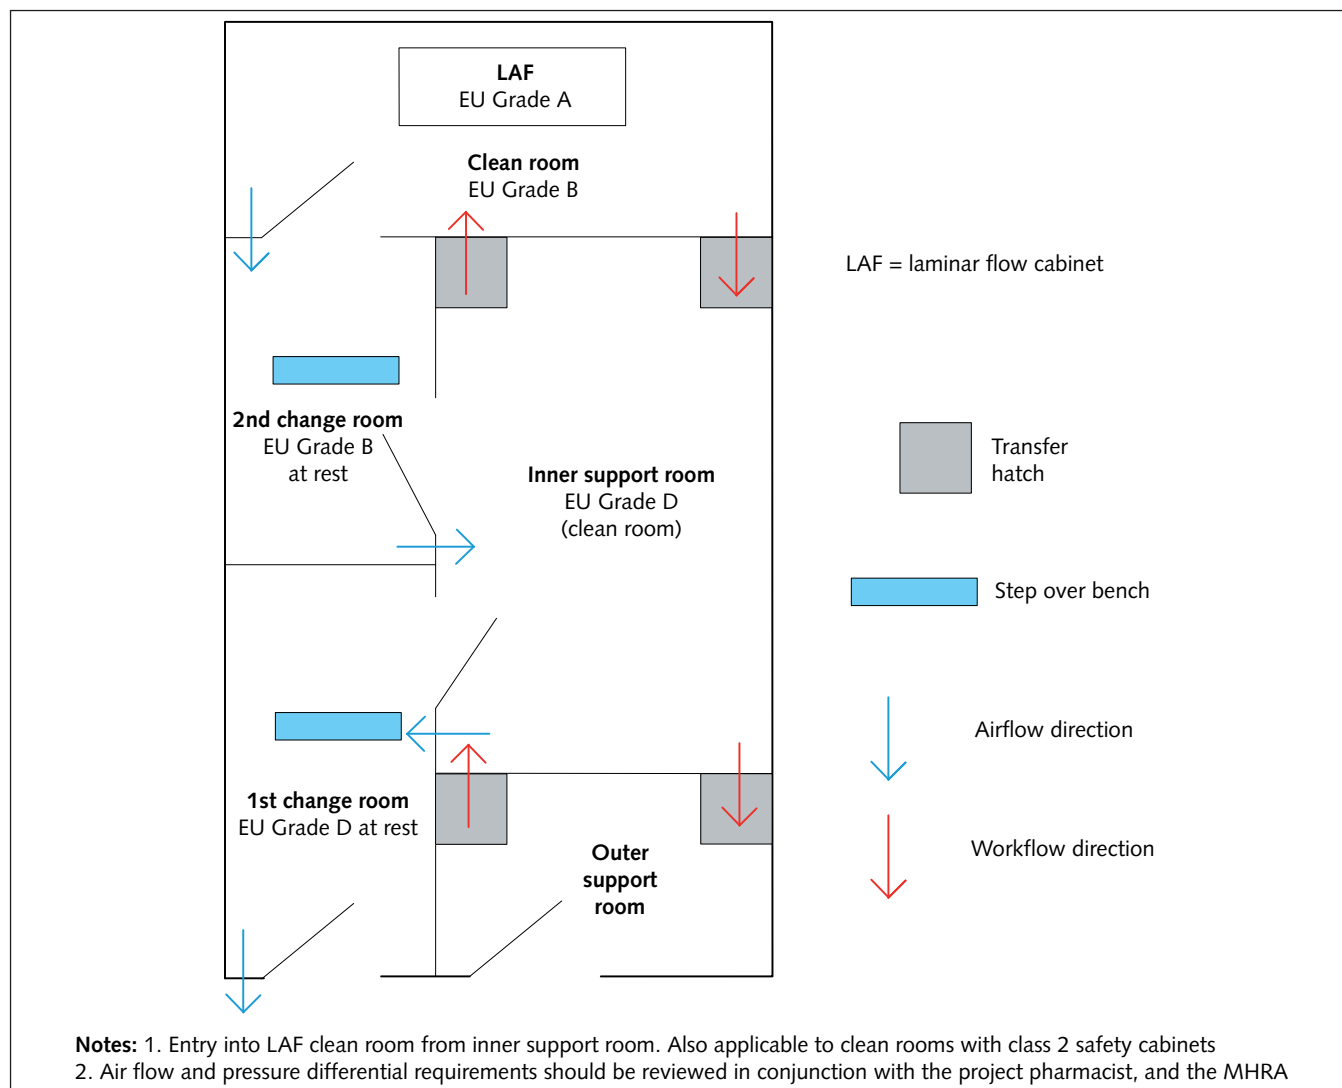 LAF
EU Grade A
Clean room
EU Grade B
LAF = laminar flow cabinet
2nd change room
EU Grade B
at rest
Inner support room
EU Grade D
(clean room)
Transfer
hatch
Step over bench
Airflow direction
1st change room
EU Grade D at rest
Outer
support
room
Workflow direction
Notes: 1. Entry into LAF clean room from inner support room. Also applicable to clean rooms with class 2 safety cabinets
2. Air flow and pressure differential requirements should be reviewed in conjunction with the project pharmacist, and the MHRA